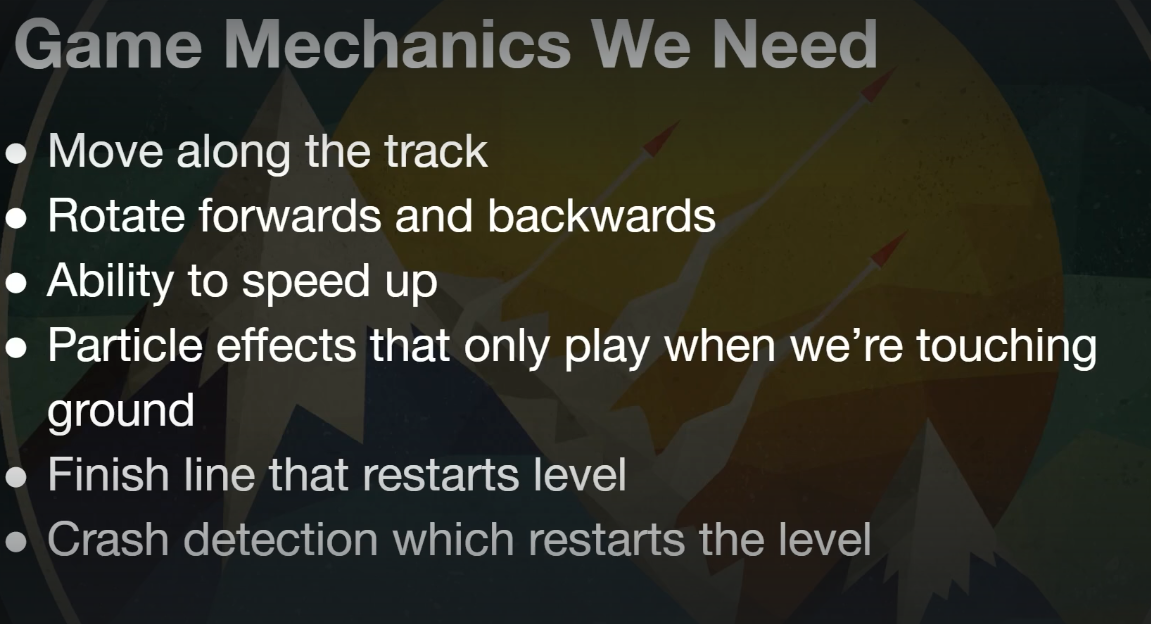 Game Mechanics We Need
● Move along the track
● Rotate forwards and backwards
● Ability to speed up
● Particle effects that only play when we’re touching
ground
● Finish line that restarts level
● Crash detection which restarts the level